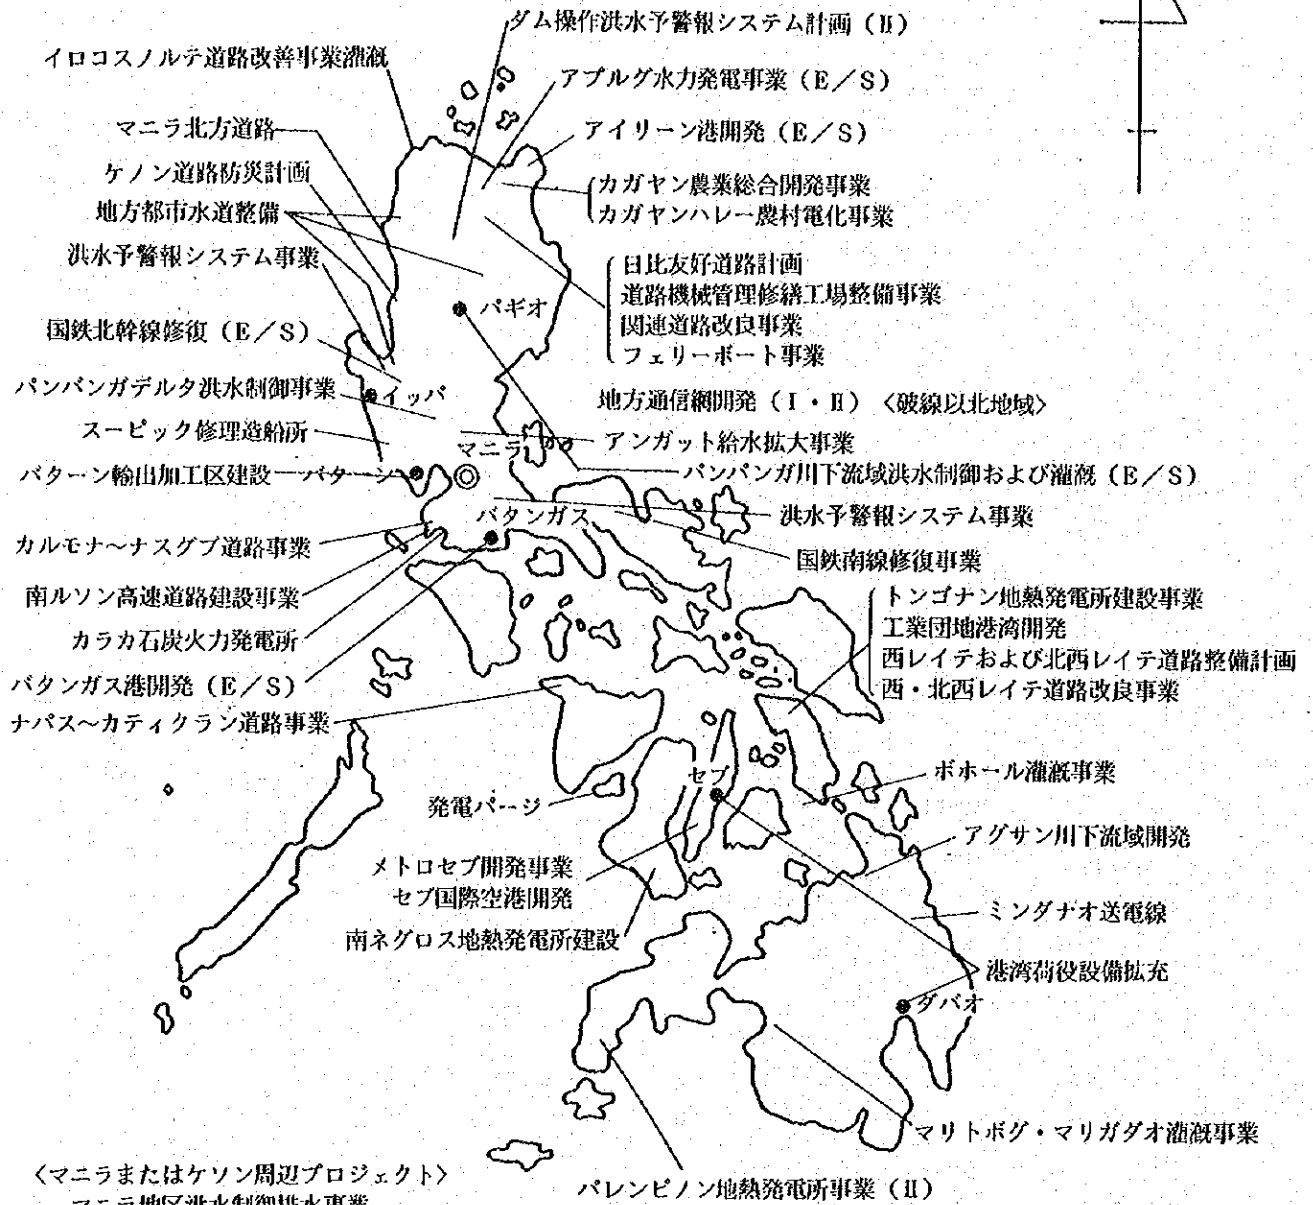 ダム操作洪水予警報システム計画（Ⅱ）
イロコスノルテ道路改善事業灌漑
アブルグ水力発電事業（E／S）
マニラ北方道路
アイリーン港開発（E／S）
ケノン道路防災計画
カガヤン農業総合開発事業
カガヤンハレー農村電化事業
地方都市水道整備
洪水予警報システム事業
日比友好道路計画
道路機械管理修繕工場整備事業
関連道路改良事業
フェリーボート事業
バギオ
国鉄北幹線修復（E／S）
パンパンガデルタ洪水制御事業
イッバ
地方通信網開発（Ⅰ・Ⅱ）〈破線以北地域〉
スービック修理造船所
マニラ
アンガット給水拡大事業
バターン輸出加工区建設
バターン
パンパンガ川下流域洪水制御および灌漑（E／S）
バタンガス
洪水予警報システム事業
カルモナ～ナスグブ道路事業
国鉄南線修復事業
南ルソン高速道路建設事業
トンゴナン地熱発電所建設事業
工業団地港湾開発
西レイテおよび北西レイテ道路整備計画
西・北西レイテ道路改良事業
カラカ石炭火力発電所
バタンガス港開発（E／S）
ナバス～カティクラン道路事業
セブ
ボホール灌漑事業
発電バージ
アグサン川下流域開発
メトロセブ開発事業
セブ国際空港開発
ミンダナオ送電線
南ネグロス地熱発電所建設
港湾荷役設備拡充
ダバオ
マリトボグ・マリガダオ灌漑事業
〈マニラまたはケソン周辺プロジェクト〉
マニラ地区洪水制御排水事業
パレンピノン地熱発電所事業（Ⅱ）